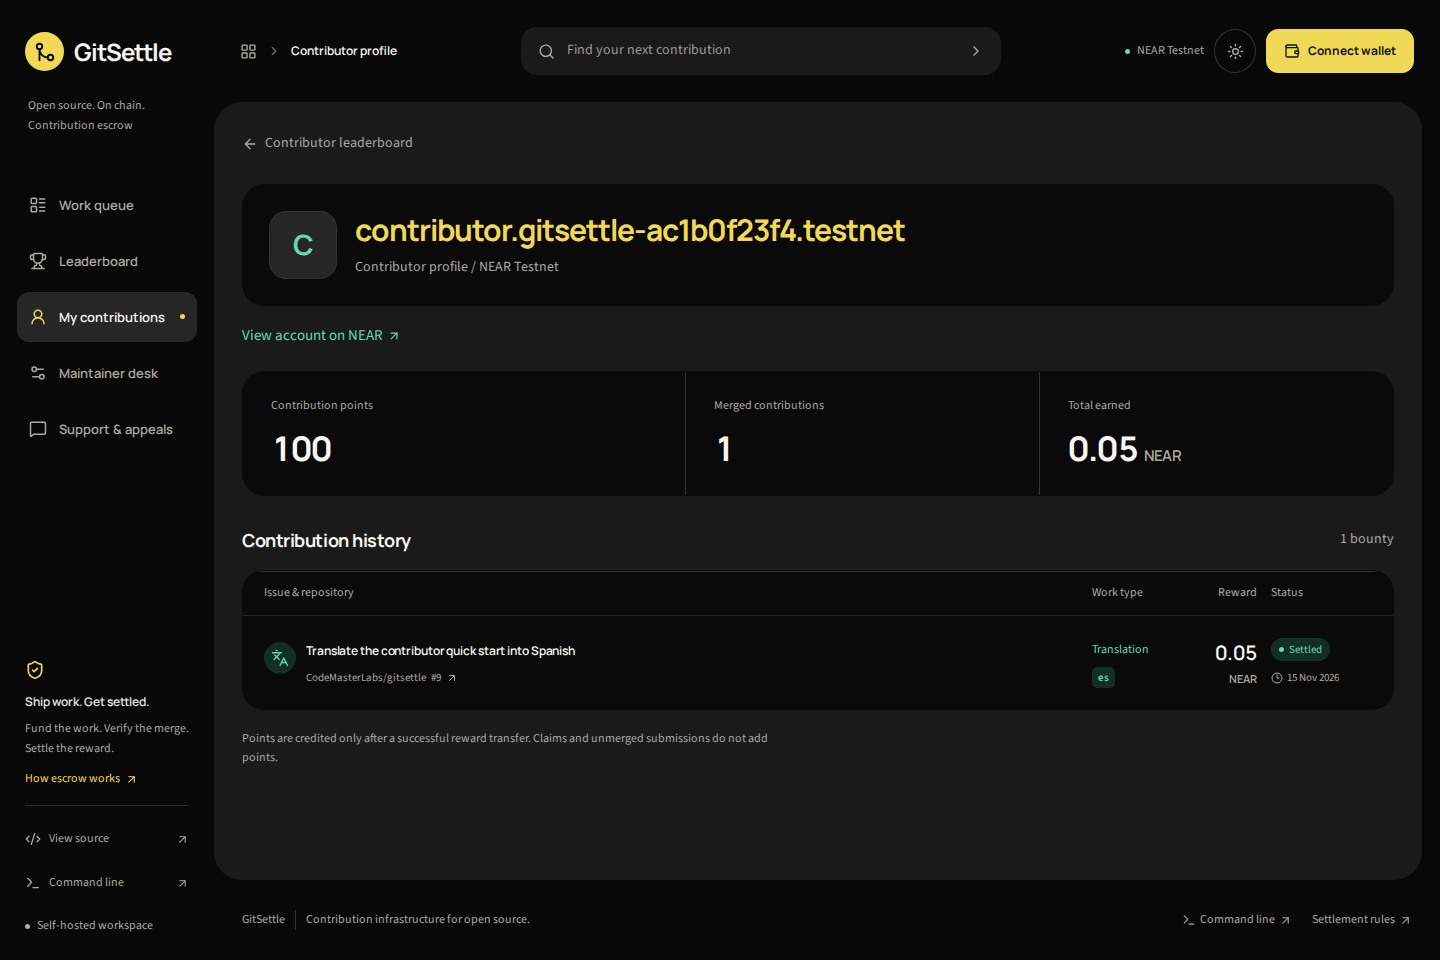 GitSettle
Open source. On chain.
Contribution escrow
Work queue
Leaderboard
My contributions
Maintainer desk
Support & appeals
Ship work. Get settled.
Fund the work. Verify the merge.
Settle the reward.
How escrow works
View source
Command line
Self-hosted workspace
Contributor profile
Find your next contribution
NEAR Testnet
Connect wallet
Contributor leaderboard
C
contributor.gitsettle-ac1b0f23f4.testnet
Contributor profile / NEAR Testnet
View account on NEAR
Contribution points
100
Merged contributions
1
Total earned
0.05 NEAR
Contribution history
1 bounty
Issue & repository
Work type
Reward
Status
Translate the contributor quick start into Spanish
CodeMasterLabs/gitsettle #9
Translation
es
0.05
NEAR
Settled
15 Nov 2026
Points are credited only after a successful reward transfer. Claims and unmerged submissions do not add
points.
GitSettle
Contribution infrastructure for open source.
Command line
Settlement rules